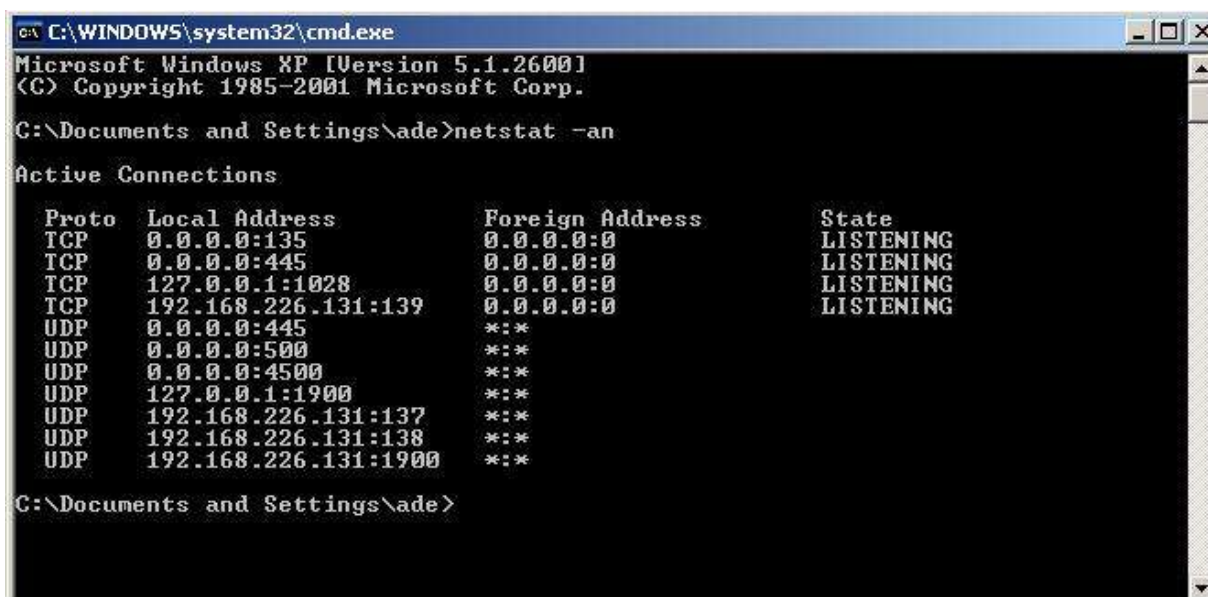 C:\WINDOWS\system32\cmd.exe
Microsoft Windows XP [Version 5.1.2600]
(C) Copyright 1985-2001 Microsoft Corp.
C:\Documents and Settings\ade>netstat -an
Active Connections
Proto Local Address Foreign Address State
TCP 0.0.0.0:135 0.0.0.0:0 LISTENING
TCP 0.0.0.0:445 0.0.0.0:0 LISTENING
TCP 127.0.0.1:1028 0.0.0.0:0 LISTENING
TCP 192.168.226.131:139 0.0.0.0:0 LISTENING
UDP 0.0.0.0:445 *:*
UDP 0.0.0.0:500 *:*
UDP 0.0.0.0:4500 *:*
UDP 127.0.0.1:1900 *:*
UDP 192.168.226.131:137 *:*
UDP 192.168.226.131:138 *:*
UDP 192.168.226.131:1900 *:*
C:\Documents and Settings\ade>